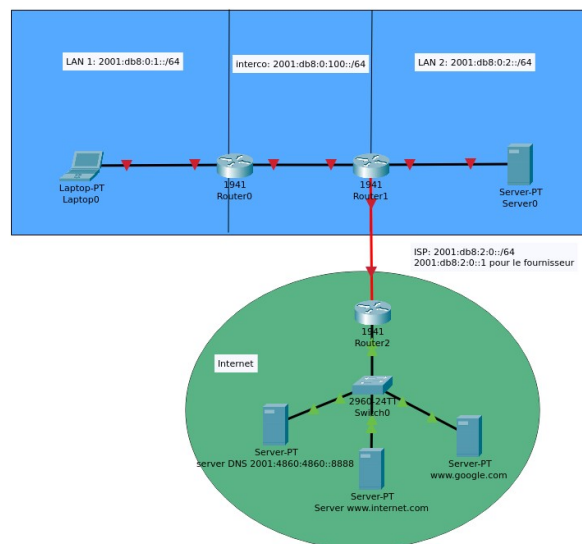 LAN 1: 2001:db8:0:1::/64
interco: 2001:db8:0:100::/64
LAN 2: 2001:db8:0:2::/64
Laptop-PT
Laptop0
1941
Router0
1941
Router1
Server-PT
Server0
ISP: 2001:db8:2:0::/64
2001:db8:2:0::1 pour le fournisseur
1941
Router2
Internet
2960-24TT
Switch0
Server-PT
server DNS 2001:4860:4860::8888
Server-PT
Server www.internet.com
Server-PT
www.google.com